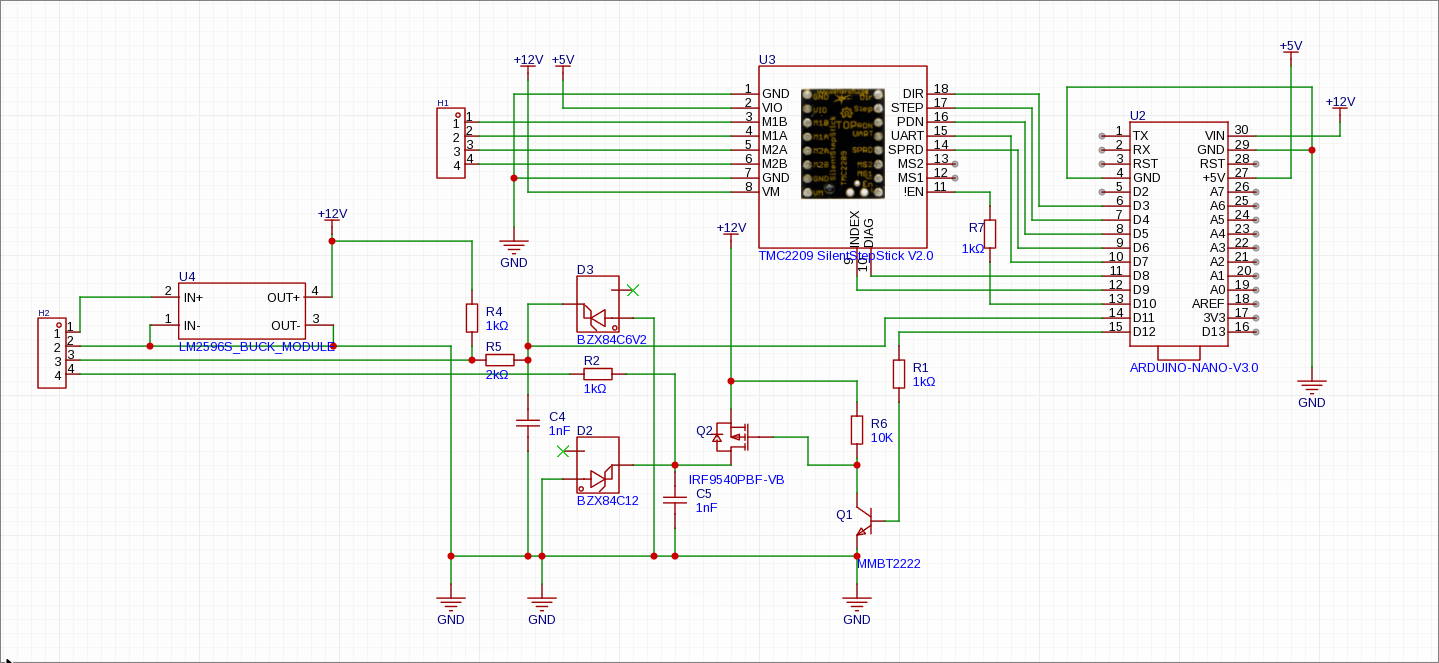 +5V
+12V +5V
U3
+12V
H1
1 GND DIR 18
2 VIO STEP 17
3 M1B PDN 16
4 M1A UART 15
5 M2A SPRD 14
6 M2B MS2 13
7 GND MS1 12
8 VM !EN 11
9 INDEX
10 DIAG
TMC2209 SilentStepStick V2.0
1 1
2 2
3 3
4 4
U2
1 TX VIN 30
2 RX GND 29
3 RST RST 28
4 GND +5V 27
5 D2 A7 26
6 D3 A6 25
7 D4 A5 24
8 D5 A4 23
9 D6 A3 22
10 D7 A2 21
11 D8 A1 20
12 D9 A0 19
13 D10 AREF 18
14 D11 3V3 17
15 D12 D13 16
ARDUINO-NANO-V3.0
R7
1kΩ
+12V
+12V
GND
U4
2 IN+ OUT+ 4
1 IN- OUT- 3
LM2596S_BUCK_MODULE
H2
1 1
2 2
3 3
4 4
R4
1kΩ
R5
2kΩ
D3
BZX84C6V2
R2
1kΩ
R1
1kΩ
GND
C4
1nF
D2
BZX84C12
Q2
IRF9540PBF-VB
R6
10K
C5
1nF
Q1
MMBT2222
GND
GND
GND